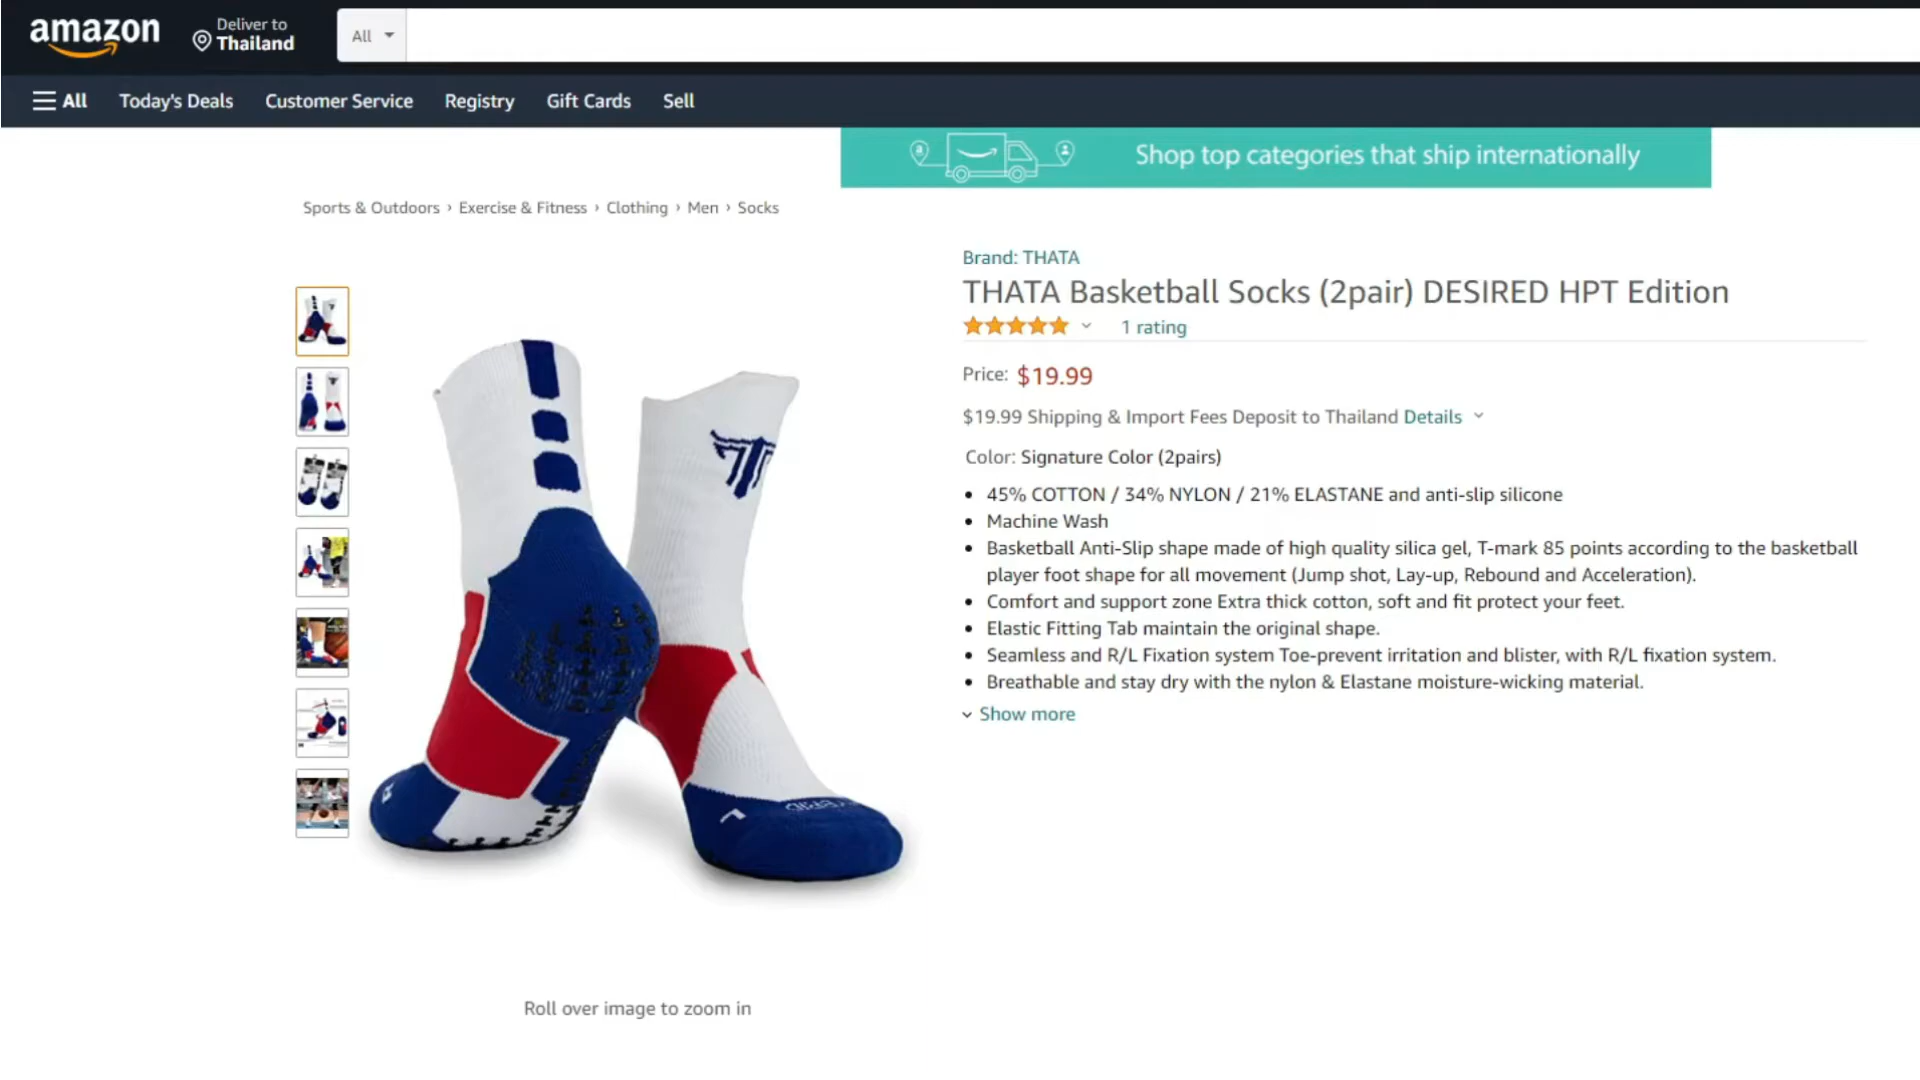 amazon
Deliver to
Thailand
All
All
Today's Deals
Customer Service
Registry
Gift Cards
Sell
Shop top categories that ship internationally
Sports & Outdoors › Exercise & Fitness › Clothing › Men › Socks
Brand: THATA
THATA Basketball Socks (2pair) DESIRED HPT Edition
1 rating
Price: $19.99
$19.99 Shipping & Import Fees Deposit to Thailand Details
Color: Signature Color (2pairs)
• 45% COTTON / 34% NYLON / 21% ELASTANE and anti-slip silicone
• Machine Wash
• Basketball Anti-Slip shape made of high quality silica gel, T-mark 85 points according to the basketball
player foot shape for all movement (Jump shot, Lay-up, Rebound and Acceleration).
• Comfort and support zone Extra thick cotton, soft and fit protect your feet.
• Elastic Fitting Tab maintain the original shape.
• Seamless and R/L Fixation system Toe-prevent irritation and blister, with R/L fixation system.
• Breathable and stay dry with the nylon & Elastane moisture-wicking material.
Show more
Roll over image to zoom in